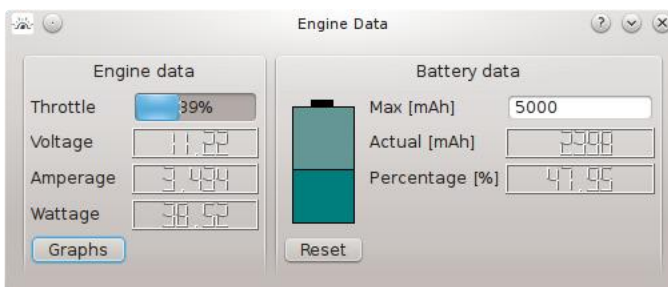 Engine Data
Engine data
Throttle 39%
Voltage 11.22
Amperage 3.434
Wattage 38.52
Graphs
Battery data
Max [mAh] 5000
Actual [mAh] 2398
Percentage [%] 47.95
Reset